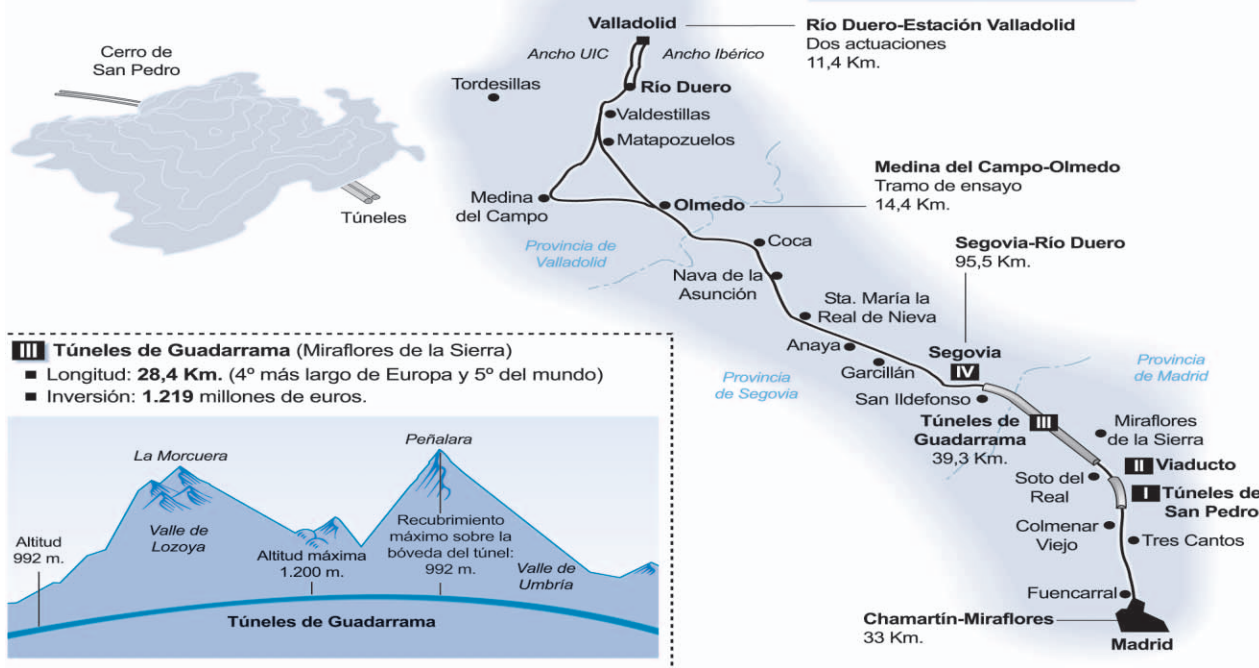 Cerro de
San Pedro
Túneles
Valladolid
Ancho UIC
Ancho Ibérico
Río Duero-Estación Valladolid
Dos actuaciones
11,4 Km.
Tordesillas
Río Duero
Valdestillas
Matapozuelos
Medina del Campo-Olmedo
Tramo de ensayo
14,4 Km.
Medina
del Campo
Olmedo
Provincia de
Valladolid
Coca
Segovia-Río Duero
95,5 Km.
Nava de la
Asunción
Sta. María la
Real de Nieva
Anaya
Garcillán
Segovia
IV
Provincia
de Segovia
Provincia
de Madrid
San Ildefonso
Túneles de
Guadarrama
39,3 Km.
III
Miraflores
de la Sierra
II Viaducto
Soto del
Real
I Túneles de
San Pedro
Colmenar
Viejo
Tres Cantos
Fuencarral
Chamartín-Miraflores
33 Km.
Madrid
III Túneles de Guadarrama (Miraflores de la Sierra)
Longitud: 28,4 Km. (4º más largo de Europa y 5º del mundo)
Inversión: 1.219 millones de euros.
La Morcuera
Peñalara
Valle de
Lozoya
Altitud
992 m.
Altitud máxima
1.200 m.
Recubrimiento
máximo sobre la
bóveda del túnel:
992 m.
Valle de
Umbría
Túneles de Guadarrama